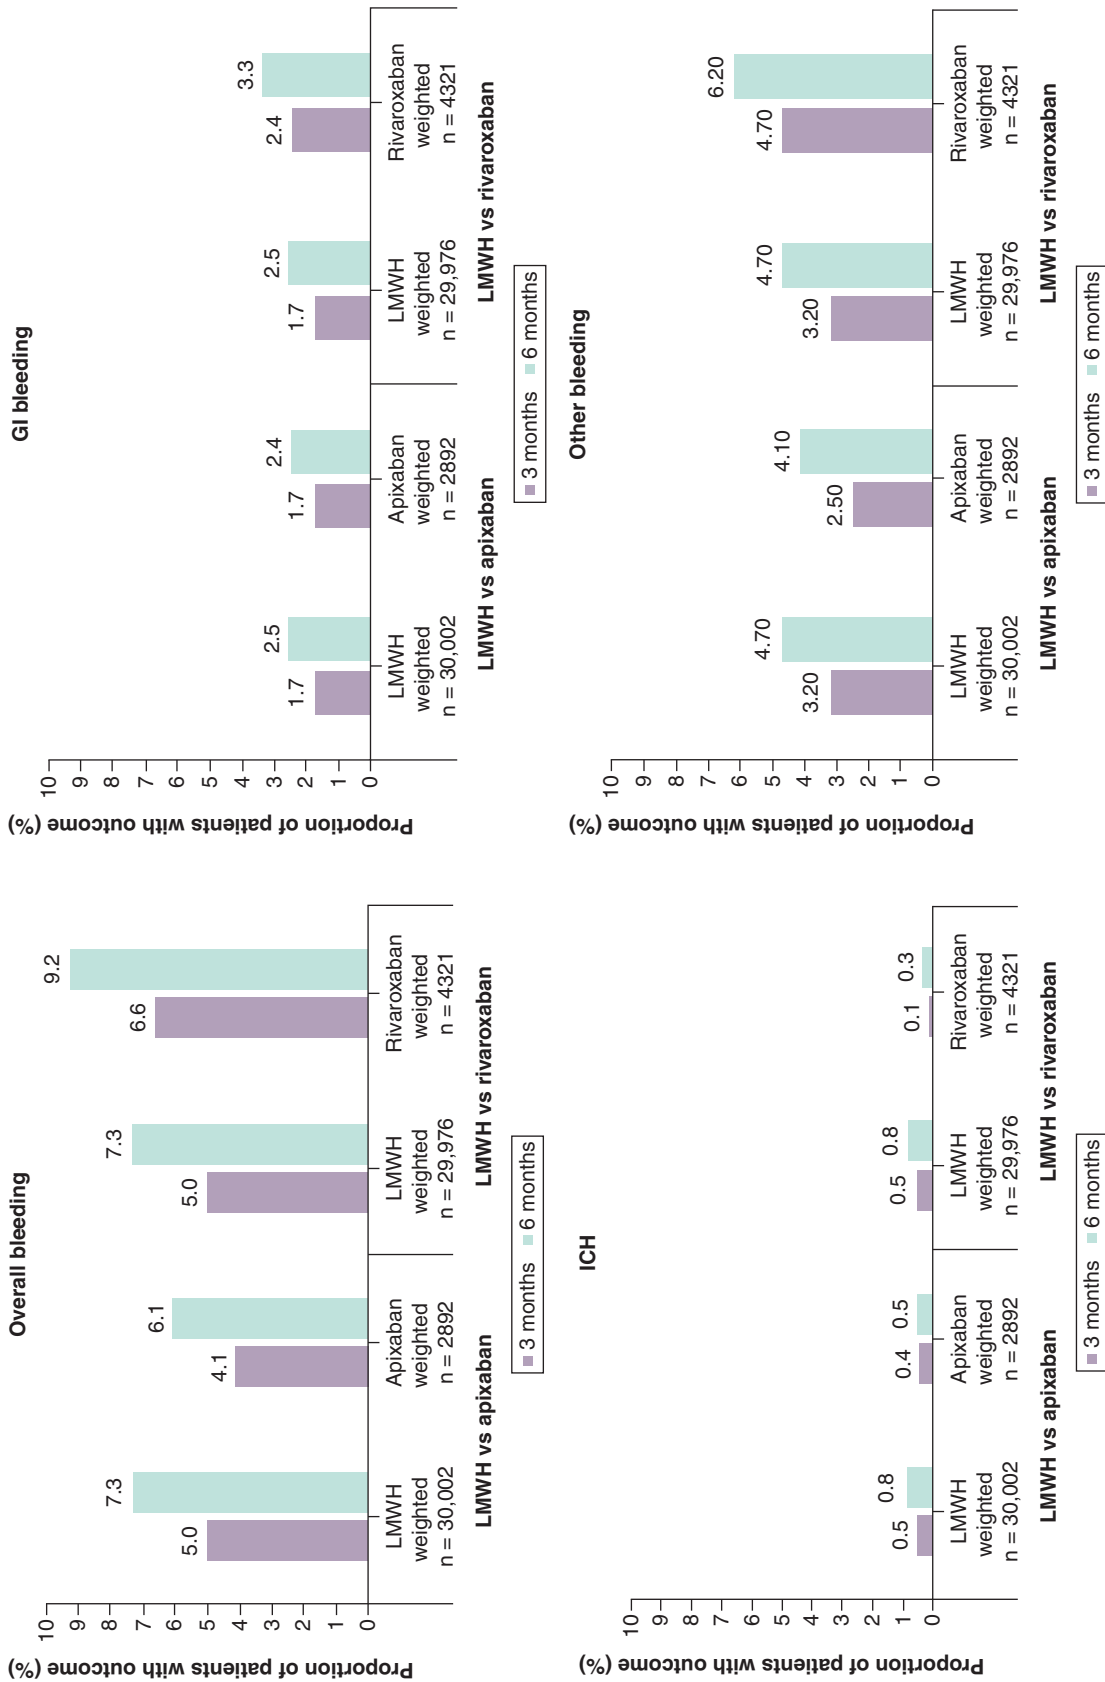 Overall bleeding
Proportion of patients with outcome (%)
10
9
8
7
6
5
4
3
2
1
0
5.0
7.3
4.1
6.1
5.0
7.3
6.6
9.2
LMWH
weighted
n = 30,002
Apixaban
weighted
n = 2892
LMWH
weighted
n = 29,976
Rivaroxaban
weighted
n = 4321
LMWH vs apixaban
LMWH vs rivaroxaban
3 months
6 months
GI bleeding
Proportion of patients with outcome (%)
10
9
8
7
6
5
4
3
2
1
0
1.7
2.5
1.7
2.4
1.7
2.5
2.4
3.3
LMWH
weighted
n = 30,002
Apixaban
weighted
n = 2892
LMWH
weighted
n = 29,976
Rivaroxaban
weighted
n = 4321
LMWH vs apixaban
LMWH vs rivaroxaban
3 months
6 months
ICH
Proportion of patients with outcome (%)
10
9
8
7
6
5
4
3
2
1
0
0.5
0.8
0.4
0.5
0.5
0.8
0.1
0.3
LMWH
weighted
n = 30,002
Apixaban
weighted
n = 2892
LMWH
weighted
n = 29,976
Rivaroxaban
weighted
n = 4321
LMWH vs apixaban
LMWH vs rivaroxaban
3 months
6 months
Other bleeding
Proportion of patients with outcome (%)
10
9
8
7
6
5
4
3
2
1
0
3.20
4.70
2.50
4.10
3.20
4.70
4.70
6.20
LMWH
weighted
n = 30,002
Apixaban
weighted
n = 2892
LMWH
weighted
n = 29,976
Rivaroxaban
weighted
n = 4321
LMWH vs apixaban
LMWH vs rivaroxaban
3 months
6 months